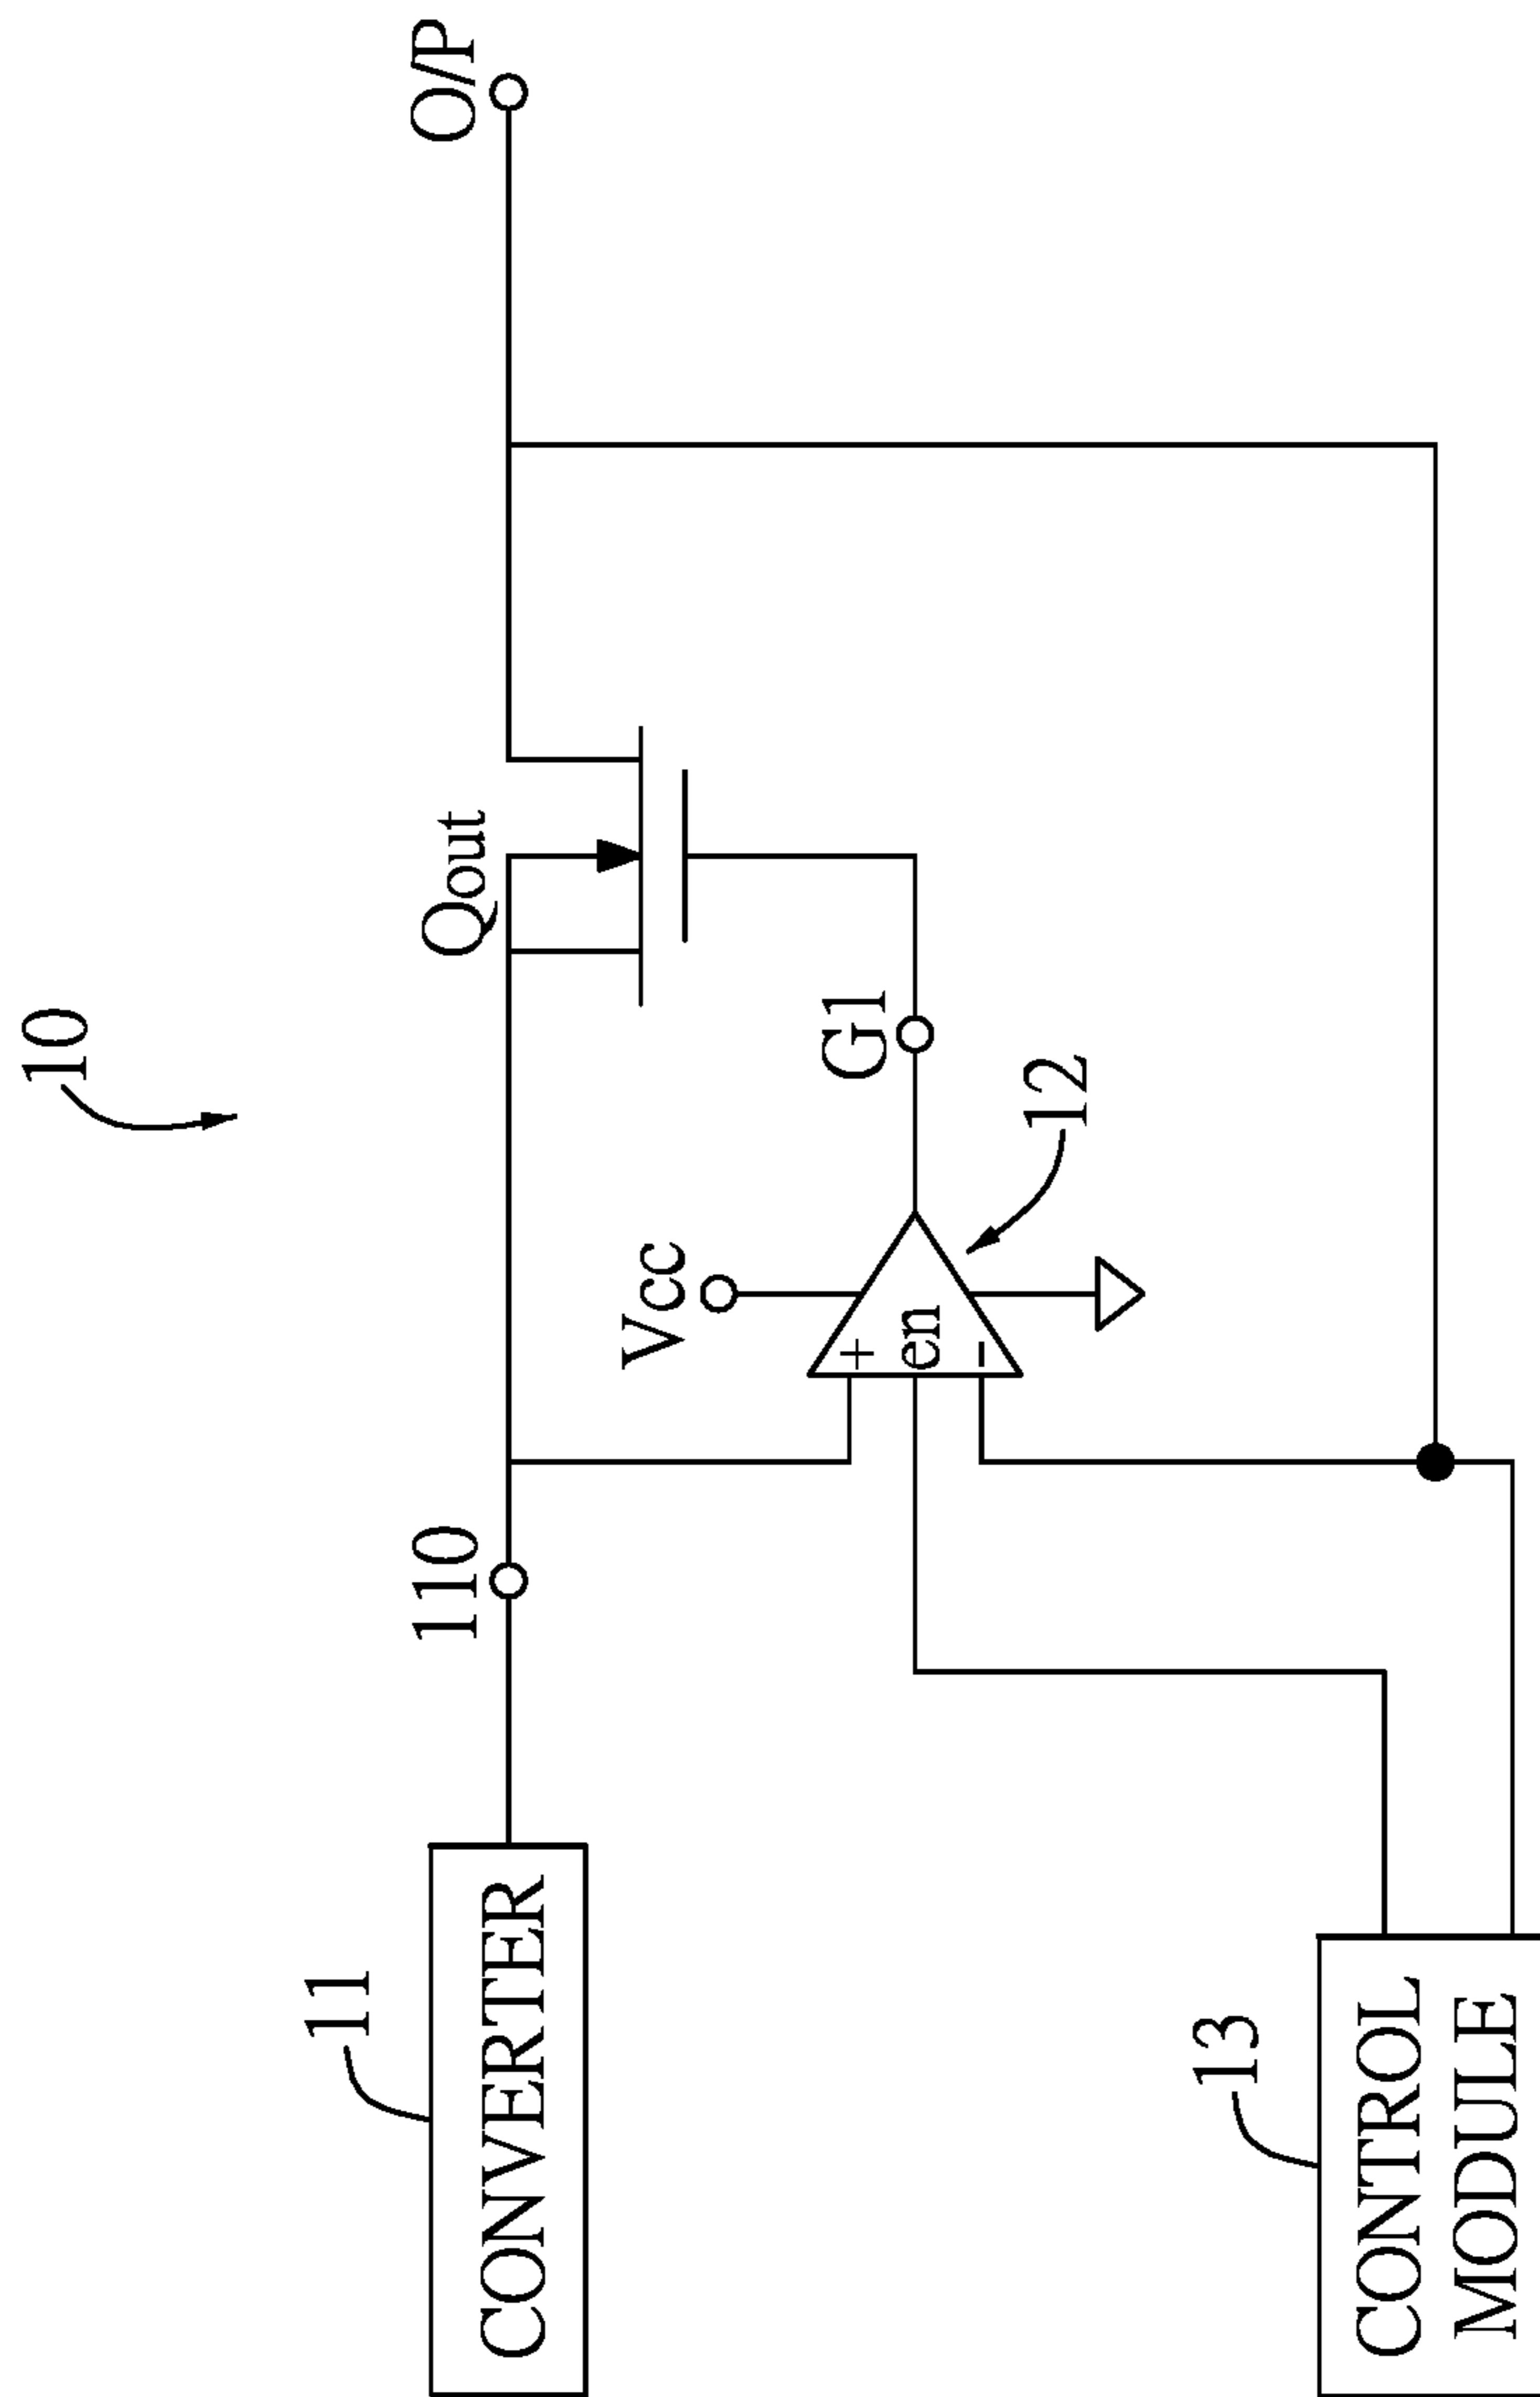 10
O/P
Qout
110
11
CONVERTER
Vcc
G1
+
en
-
12
13
CONTROL
MODULE